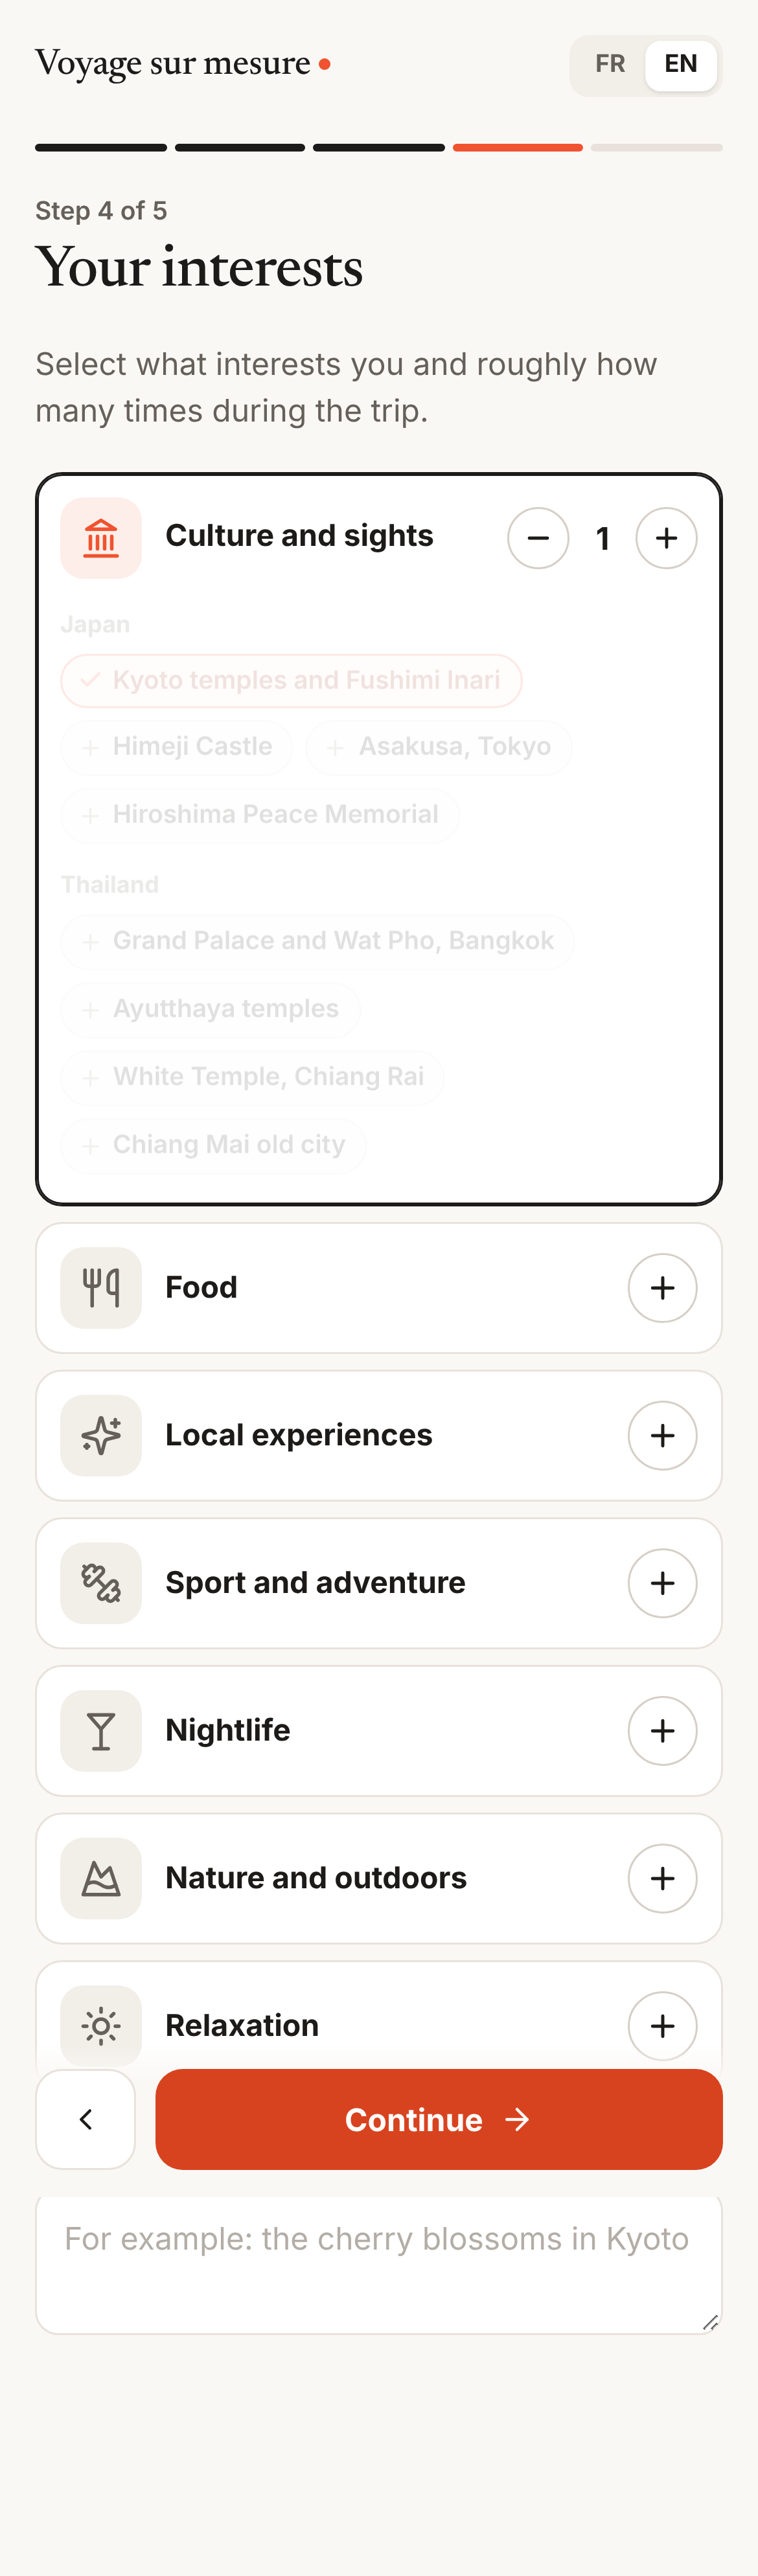 Voyage sur mesure
FR EN
Step 4 of 5
Your interests
Select what interests you and roughly how
many times during the trip.
Culture and sights 1
Japan
Kyoto temples and Fushimi Inari
Himeji Castle
Asakusa, Tokyo
Hiroshima Peace Memorial
Thailand
Grand Palace and Wat Pho, Bangkok
Ayutthaya temples
White Temple, Chiang Rai
Chiang Mai old city
Food
Local experiences
Sport and adventure
Nightlife
Nature and outdoors
Relaxation
Continue
For example: the cherry blossoms in Kyoto